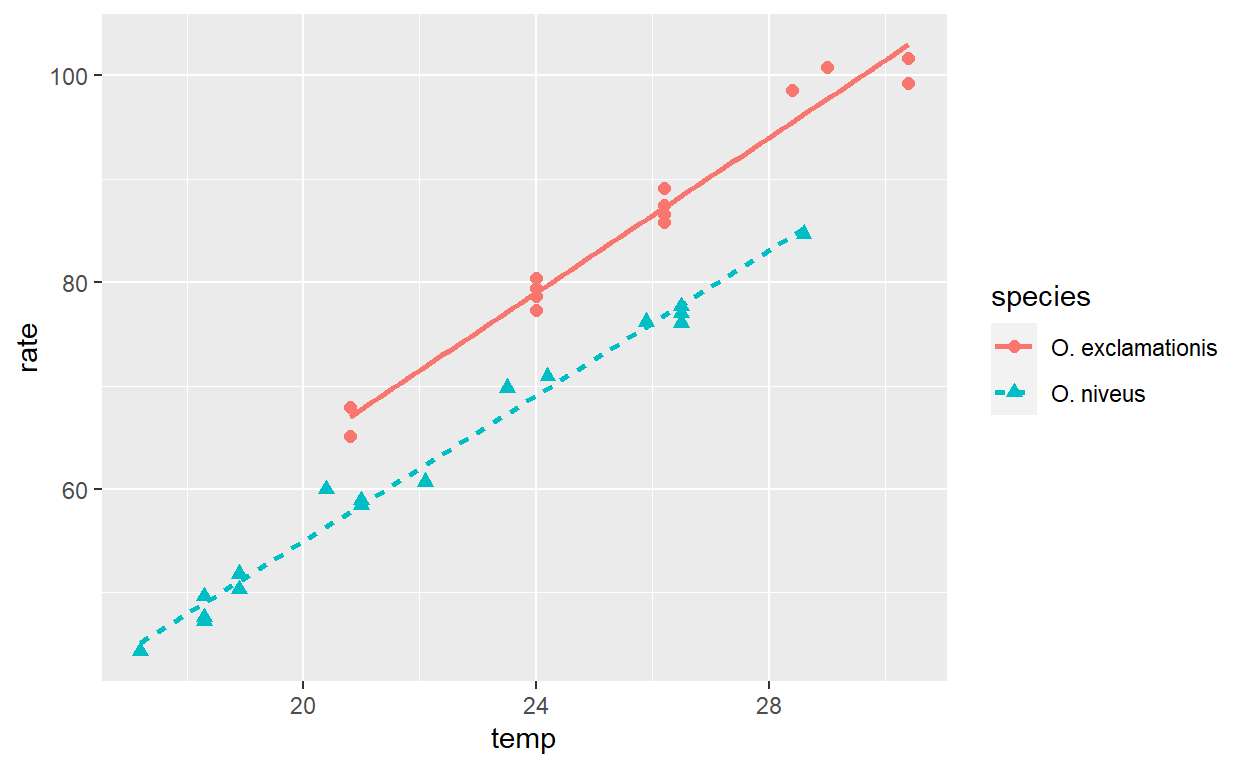 100
80
60
rate
20 24 28
temp
species
O. exclamationis
O. niveus